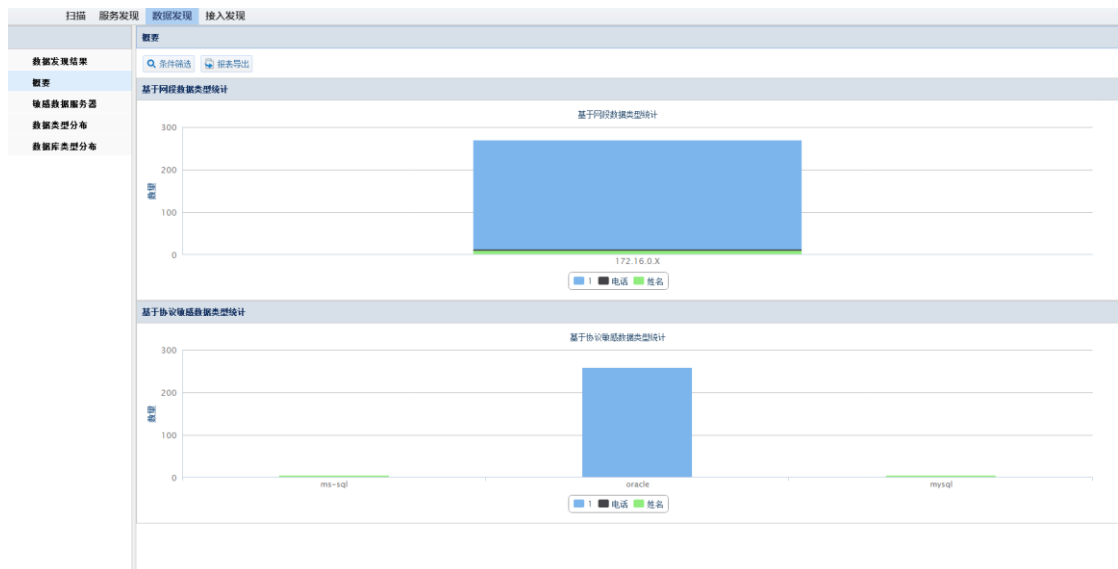 扫描 服务发现 数据发现 接入发现
概要
数据发现结果
概要
敏感数据服务器
数据类型分布
数据库类型分布
条件筛选 报表导出
基于网段数据类型统计
基于网段数据类型统计
300
200
数量
100
0
172.16.0.X
1 电话 姓名
基于协议敏感数据类型统计
基于协议敏感数据类型统计
300
200
数量
100
0
ms-sql oracle mysql
1 电话 姓名